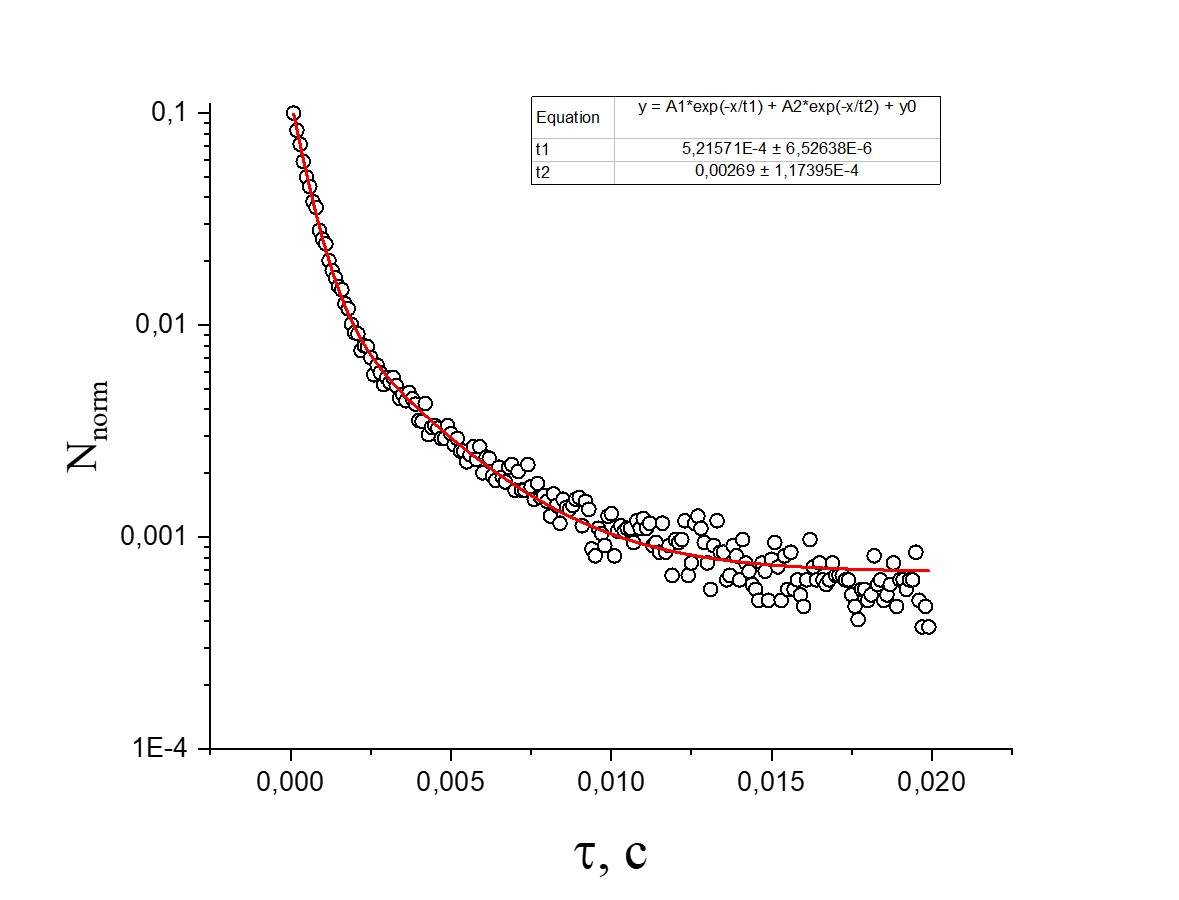 Equation y = A1*exp(-x/t1) + A2*exp(-x/t2) + y0
t1 5,21571E-4 ± 6,52638E-6
t2 0,00269 ± 1,17395E-4
0,1
0,01
0,001
1E-4
N_norm
0,000 0,005 0,010 0,015 0,020
τ, c